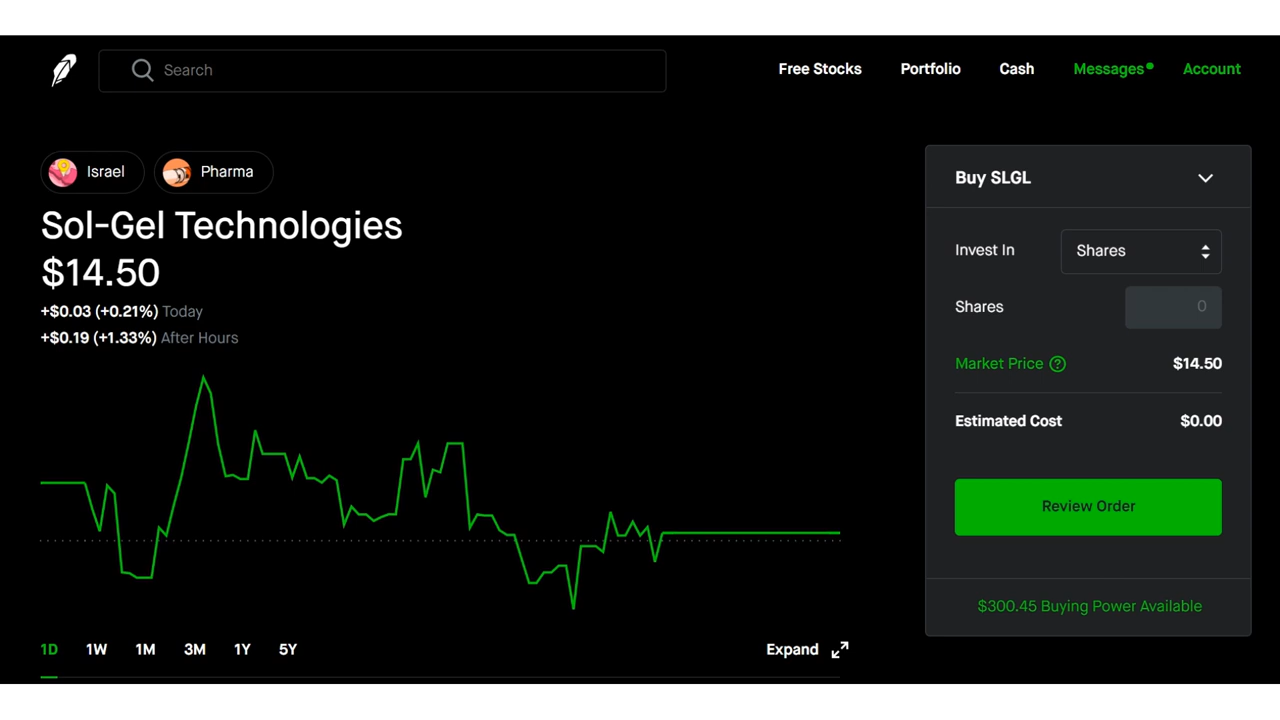 Search
Free Stocks Portfolio Cash Messages Account
Israel Pharma
Sol-Gel Technologies
$14.50
+$0.03 (+0.21%) Today
+$0.19 (+1.33%) After Hours
1D 1W 1M 3M 1Y 5Y
Expand
Buy SLGL
Invest In Shares
Shares 0
Market Price ? $14.50
Estimated Cost $0.00
Review Order
$300.45 Buying Power Available